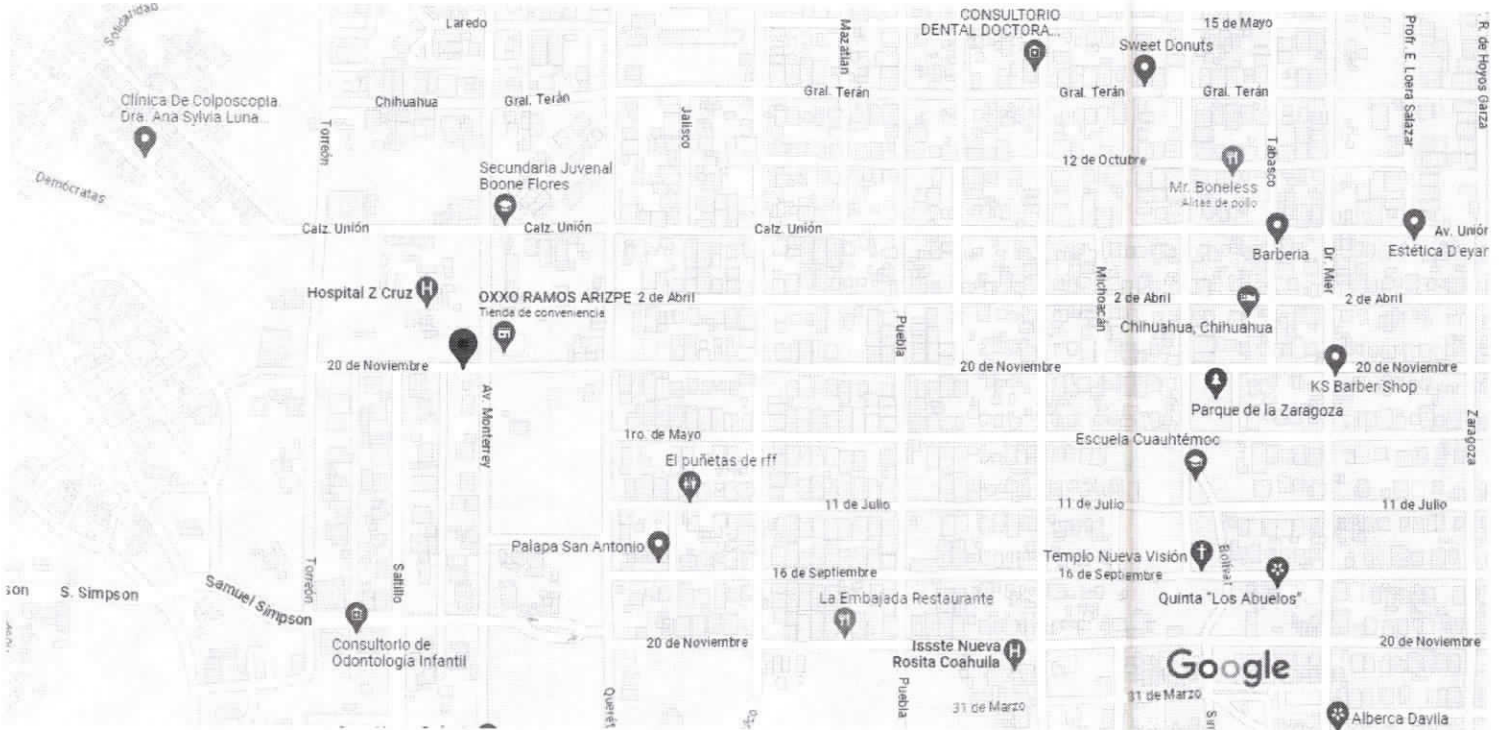 Solidaridad
Laredo
Mazatlan
CONSULTORIO
DENTAL DOCTORA...
15 de Mayo
Sweet Donuts
Profr. E. Loera Salazar
R. de Hoyos Garza
Clínica De Colposcopia.
Dra. Ana Sylvia Luna...
Chihuahua
Gral. Terán
Gral. Terán
Gral. Terán
Gral. Terán
Torreón
Jalisco
Tabasco
12 de Octubre
Secundaria Juvenal
Boone Flores
Mr. Boneless
Alitas de pollo
Demócratas
Calz. Unión
Calz. Unión
Calz. Unión
Av. Unión
Barberia
Estética D'eyar
Dr. Mier
Hospital Z Cruz
OXXO RAMOS ARIZPE
Tienda de conveniencia
2 de Abril
Michoacán
2 de Abril
2 de Abril
Chihuahua, Chihuahua
Puebla
20 de Noviembre
20 de Noviembre
20 de Noviembre
KS Barber Shop
Av. Monterrey
Parque de la Zaragoza
Zaragoza
1ro. de Mayo
Escuela Cuauhtémoc
El puñetas de rff
11 de Julio
11 de Julio
11 de Julio
Palapa San Antonio
Templo Nueva Visión
Bolívar
16 de Septiembre
16 de Septiembre
Torreón
Saltillo
son
S. Simpson
Samuel Simpson
La Embajada Restaurante
Quinta "Los Abuelos"
Consultorio de
Odontología Infantil
20 de Noviembre
Issste Nueva
Rosita Coahuila
20 de Noviembre
Google
Querét
Puebla
31 de Marzo
31 de Marzo
Alberca Davila